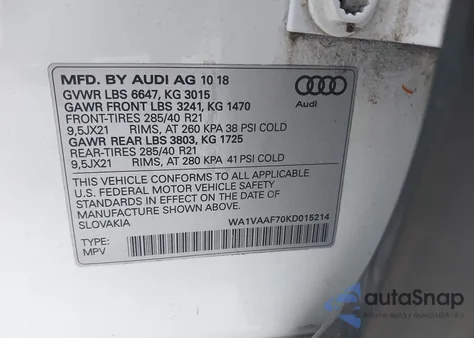 MFD. BY AUDI AG 10 18
GVWR LBS 6647, KG 3015
GAWR FRONT LBS 3241, KG 1470
FRONT-TIRES 285/40 R21
9,5JX21 RIMS, AT 260 KPA 38 PSI COLD
GAWR REAR LBS 3803, KG 1725
REAR-TIRES 285/40 R21
9,5JX21 RIMS, AT 280 KPA 41 PSI COLD
Audi
THIS VEHICLE CONFORMS TO ALL APPLICABLE
U.S. FEDERAL MOTOR VEHICLE SAFETY
STANDARDS IN EFFECT ON THE DATE OF
MANUFACTURE SHOWN ABOVE.
SLOVAKIA WA1VAAF70KD015214
TYPE:
MPV
autoSnap